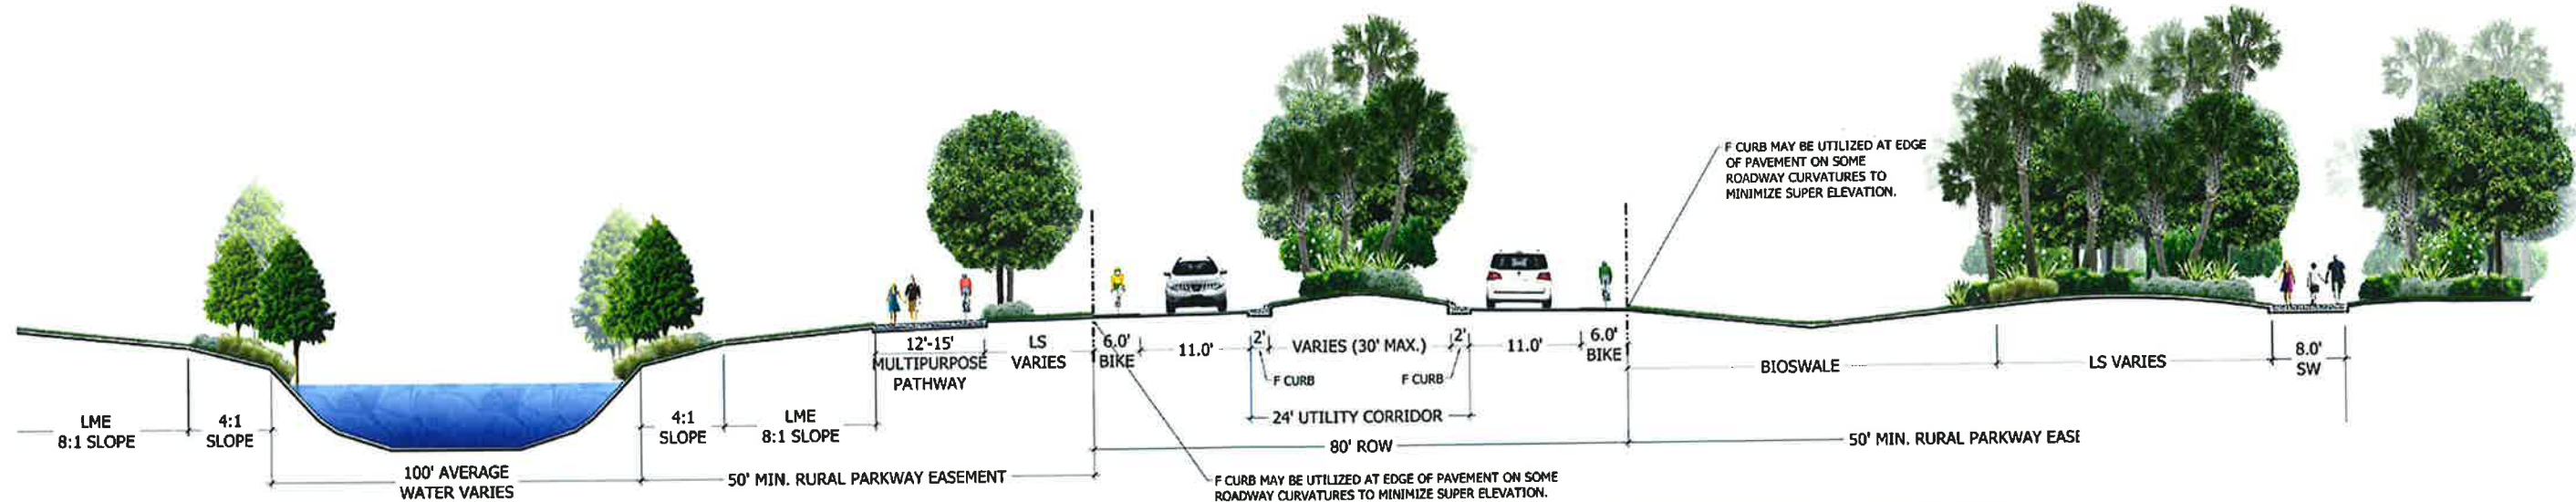 F CURB MAY BE UTILIZED AT EDGE
OF PAVEMENT ON SOME
ROADWAY CURVATURES TO
MINIMIZE SUPER ELEVATION.
12'-15'
MULTIPURPOSE
PATHWAY
LS
VARIES
6.0'
BIKE
11.0'
2'
VARIES (30' MAX.)
2'
11.0'
6.0'
BIKE
F CURB
F CURB
BIOSWALE
LS VARIES
8.0'
SW
LME
8:1 SLOPE
4:1
SLOPE
4:1
SLOPE
LME
8:1 SLOPE
24' UTILITY CORRIDOR
80' ROW
50' MIN. RURAL PARKWAY EASE
100' AVERAGE
WATER VARIES
50' MIN. RURAL PARKWAY EASEMENT
F CURB MAY BE UTILIZED AT EDGE OF PAVEMENT ON SOME
ROADWAY CURVATURES TO MINIMIZE SUPER ELEVATION.